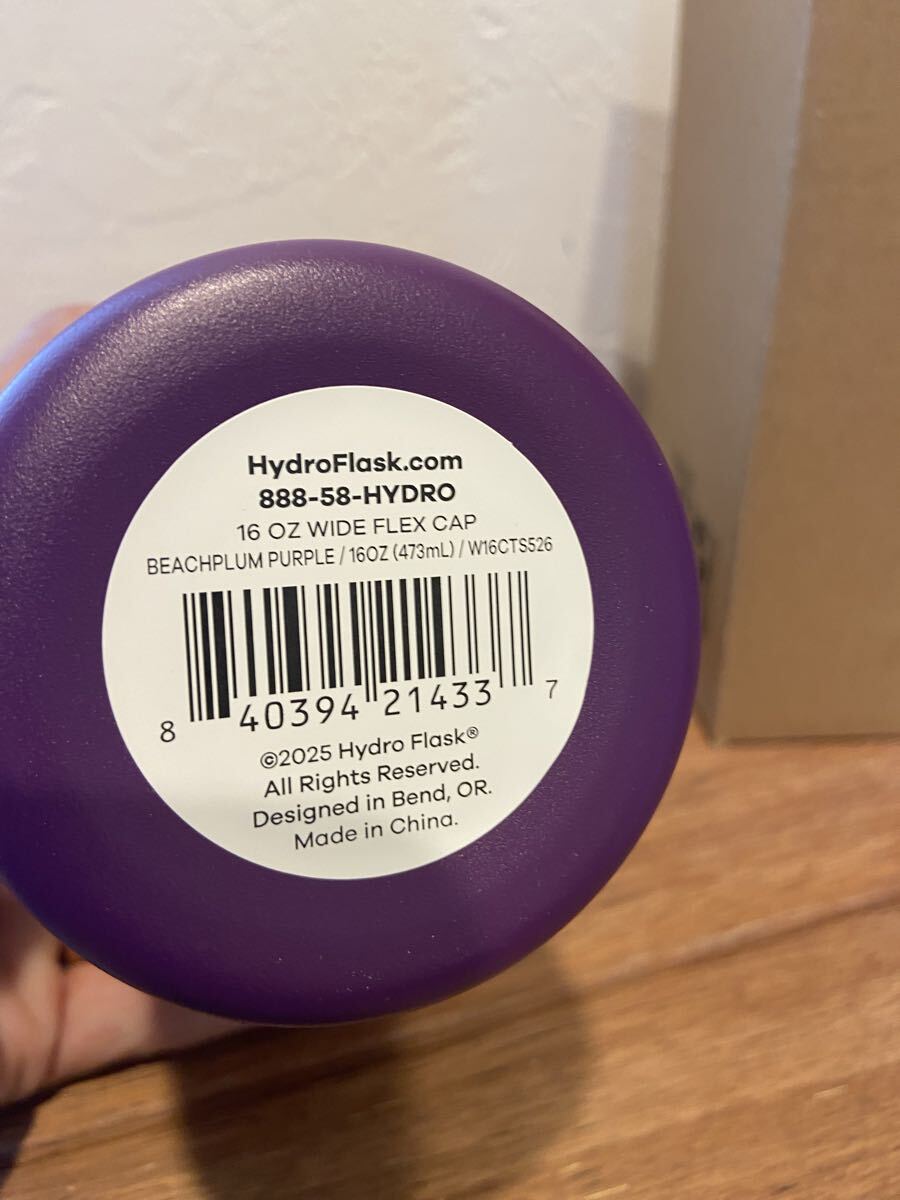 HydroFlask.com
888-58-HYDRO
16 OZ WIDE FLEX CAP
BEACHPLUM PURPLE / 16OZ (473mL) / W16CTS526
8 40394 21433 7
©2025 Hydro Flask®
All Rights Reserved.
Designed in Bend, OR.
Made in China.